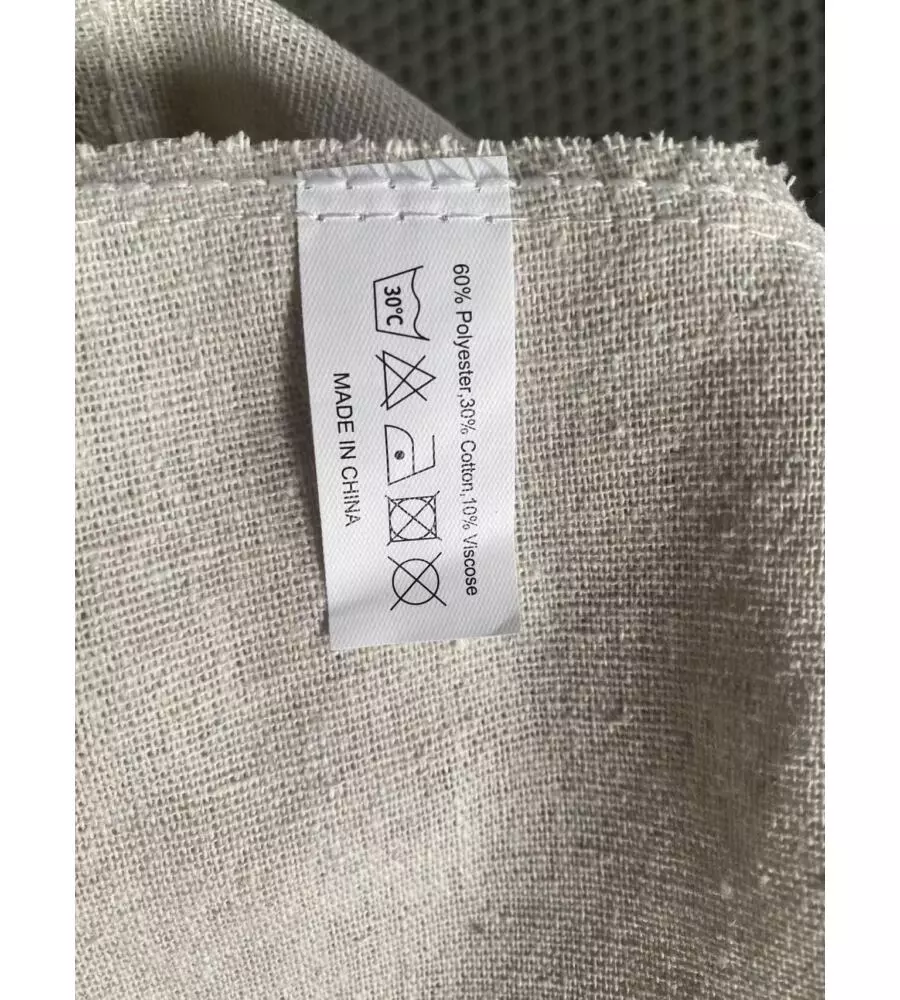 60% Polyester,30% Cotton,10% Viscose
30°C
MADE IN CHINA